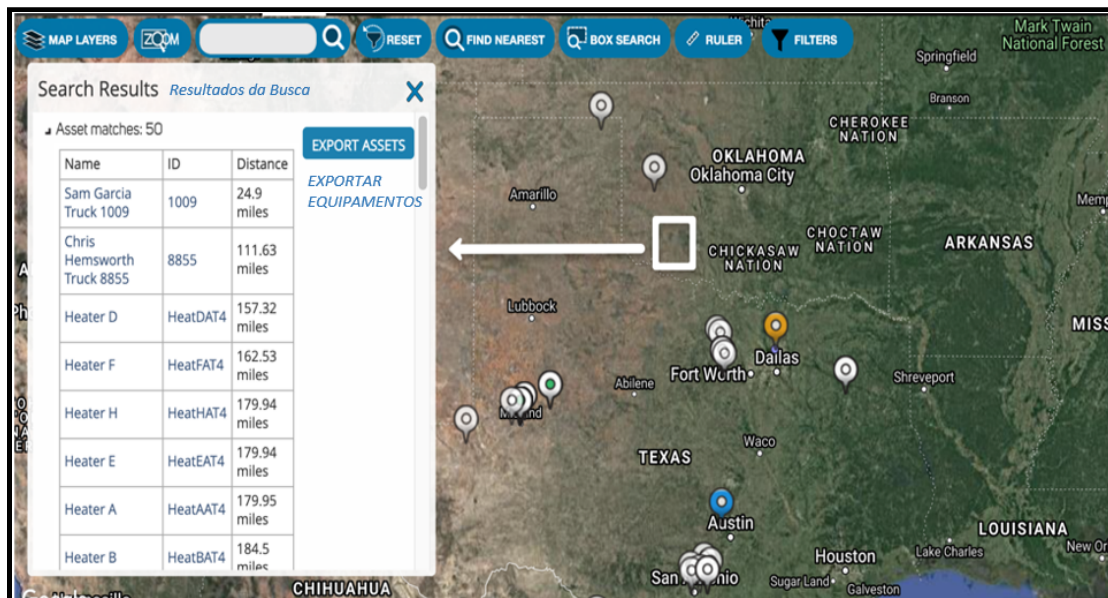 MAP LAYERS
ZOOM
RESET
FIND NEAREST
BOX SEARCH
RULER
FILTERS
Search Results Resultados da Busca
Asset matches: 50
EXPORT ASSETS
EXPORTAR
EQUIPAMENTOS
Name ID Distance
Sam Garcia
Truck 1009
1009
24.9
miles
Chris
Hemsworth
Truck 8855
8855
111.63
miles
Heater D
HeatDAT4
157.32
miles
Heater F
HeatFAT4
162.53
miles
Heater H
HeatHAT4
179.94
miles
Heater E
HeatEAT4
179.94
miles
Heater A
HeatAAT4
179.95
miles
Heater B
HeatBAT4
184.5
miles
Mark Twain
National Forest
Springfield
Branson
CHEROKEE
NATION
OKLAHOMA
Oklahoma City
Amarillo
CHOCTAW
NATION
CHICKASAW
NATION
ARKANSAS
Lubbock
Dallas
Fort Worth
Abilene
Shreveport
Waco
TEXAS
Austin
LOUISIANA
Houston
Lake Charles
Sugar Land
Galveston
CHIHUAHUA